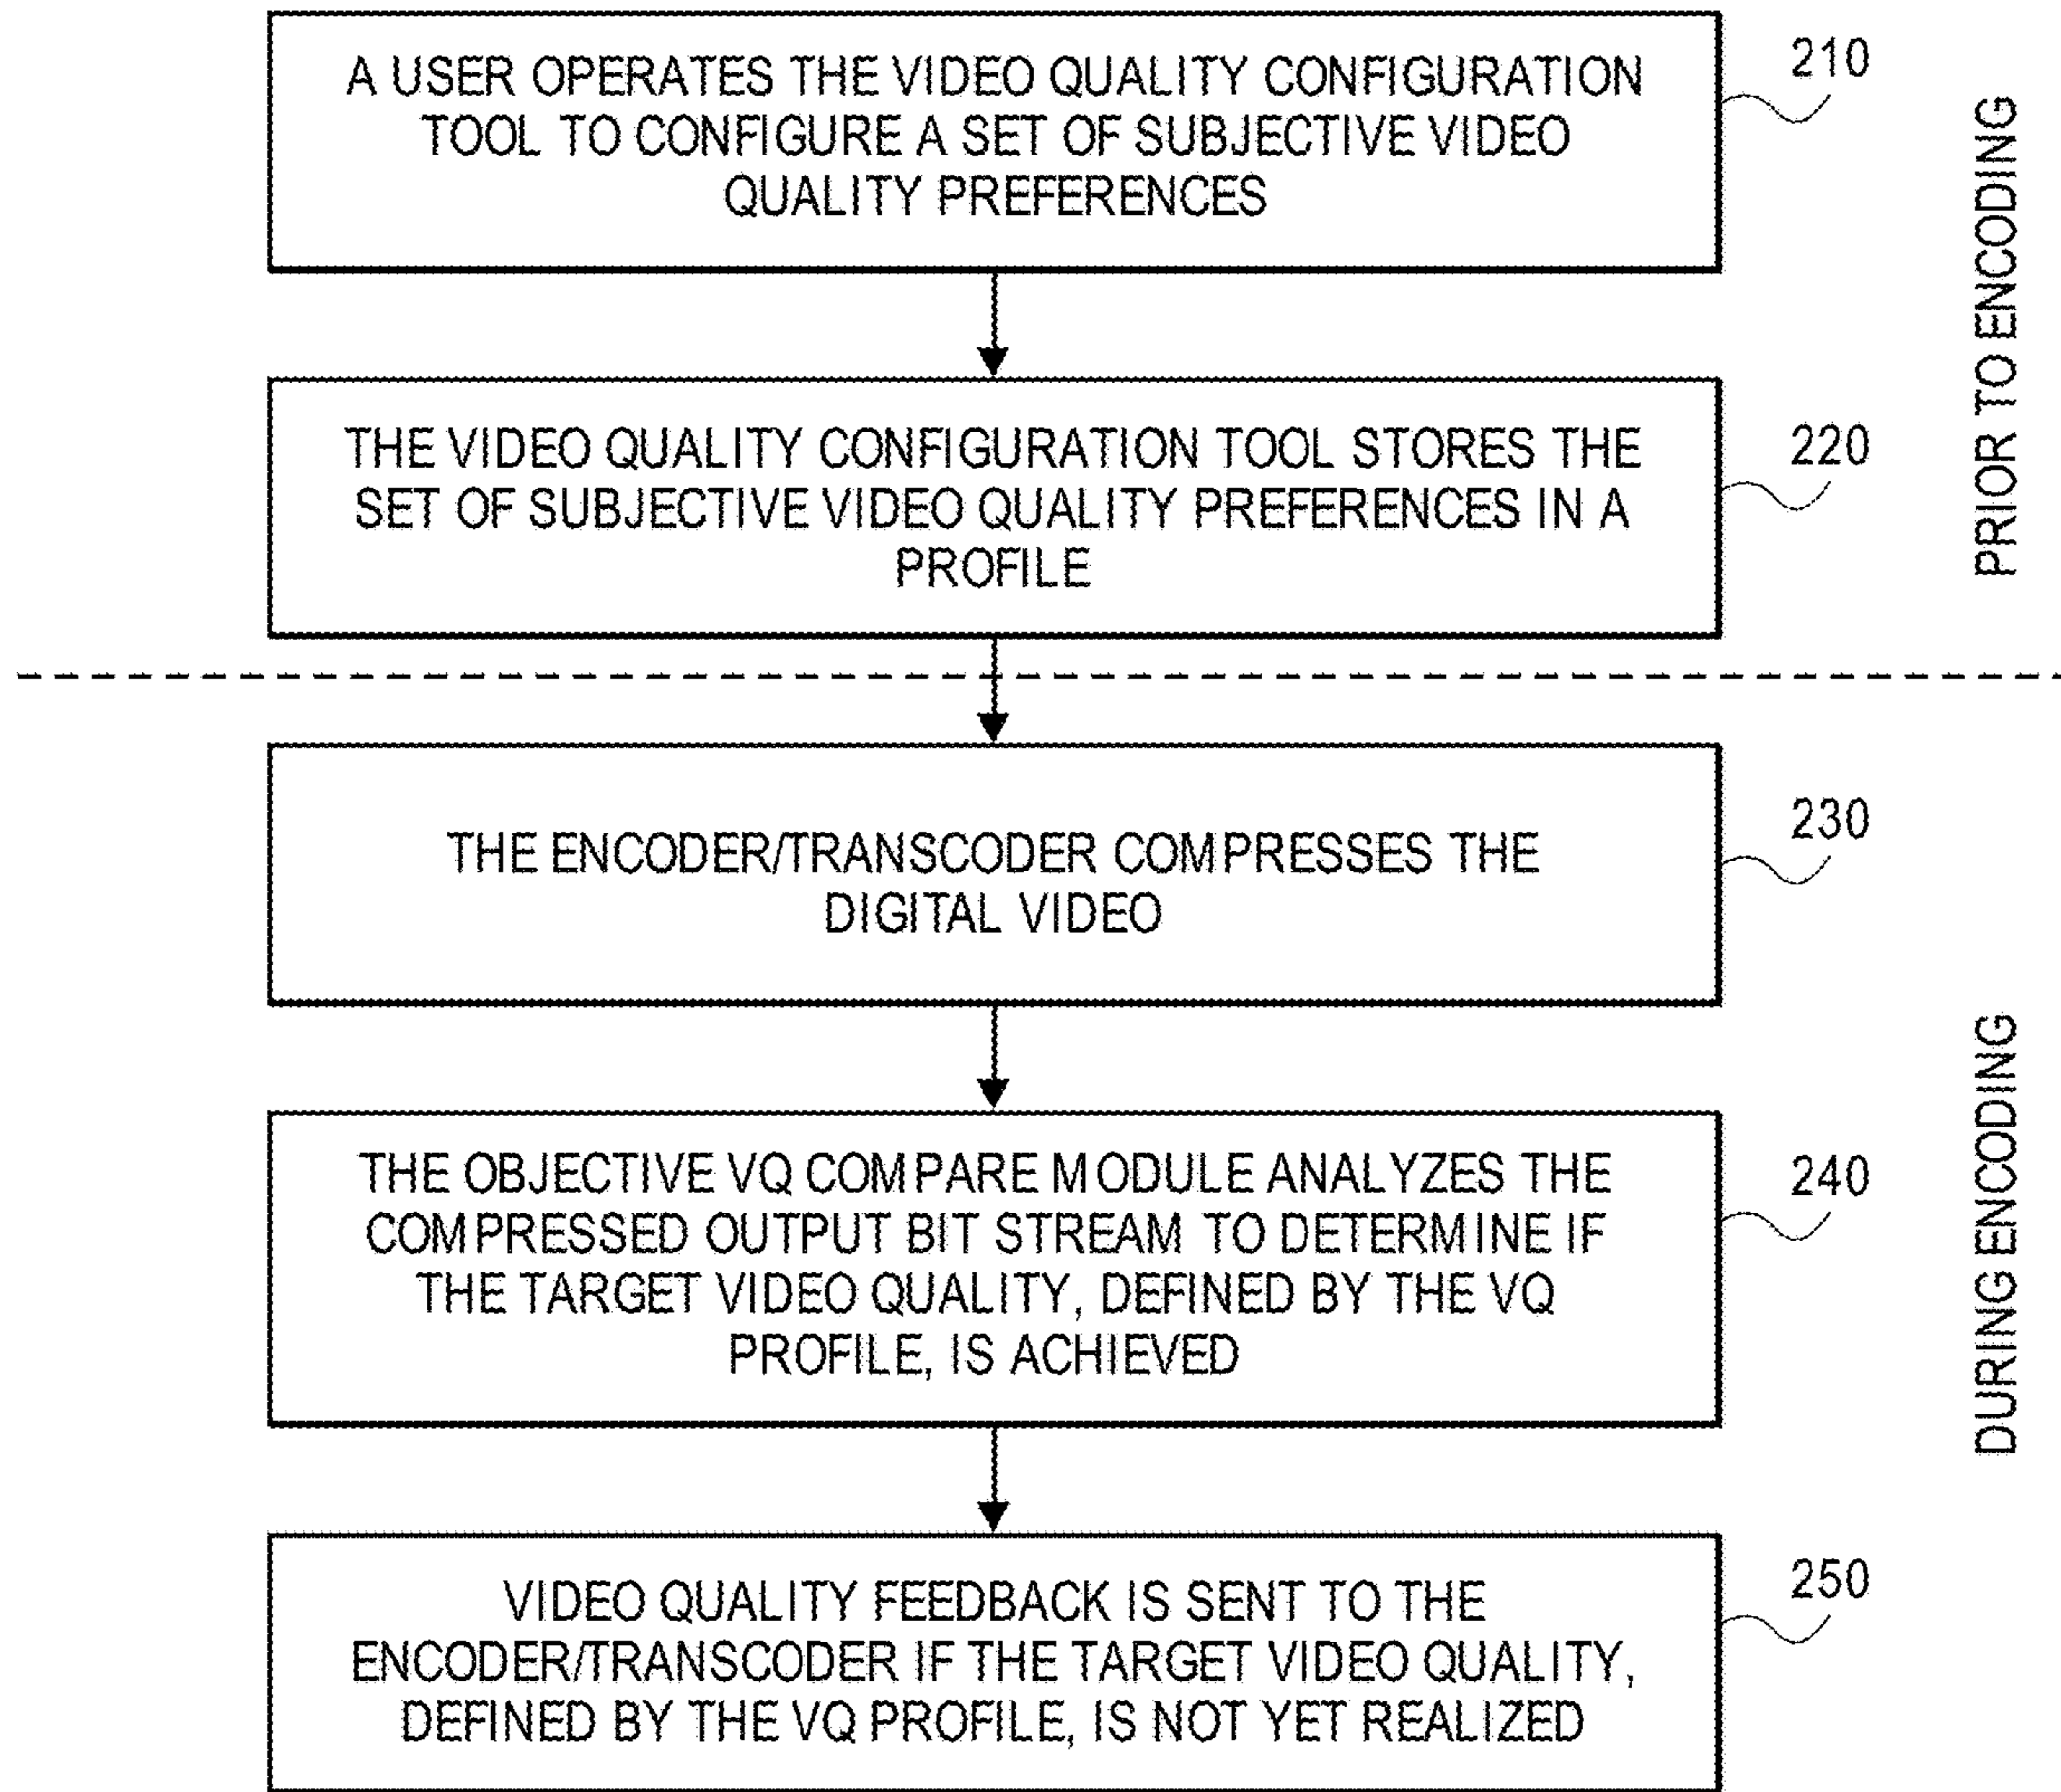 A USER OPERATES THE VIDEO QUALITY CONFIGURATION
TOOL TO CONFIGURE A SET OF SUBJECTIVE VIDEO
QUALITY PREFERENCES
210
THE VIDEO QUALITY CONFIGURATION TOOL STORES THE
SET OF SUBJECTIVE VIDEO QUALITY PREFERENCES IN A
PROFILE
220
PRIOR TO ENCODING
THE ENCODER/TRANSCODER COMPRESSES THE
DIGITAL VIDEO
230
THE OBJECTIVE VQ COMPARE MODULE ANALYZES THE
COMPRESSED OUTPUT BIT STREAM TO DETERMINE IF
THE TARGET VIDEO QUALITY, DEFINED BY THE VQ
PROFILE, IS ACHIEVED
240
DURING ENCODING
VIDEO QUALITY FEEDBACK IS SENT TO THE
ENCODER/TRANSCODER IF THE TARGET VIDEO QUALITY,
DEFINED BY THE VQ PROFILE, IS NOT YET REALIZED
250